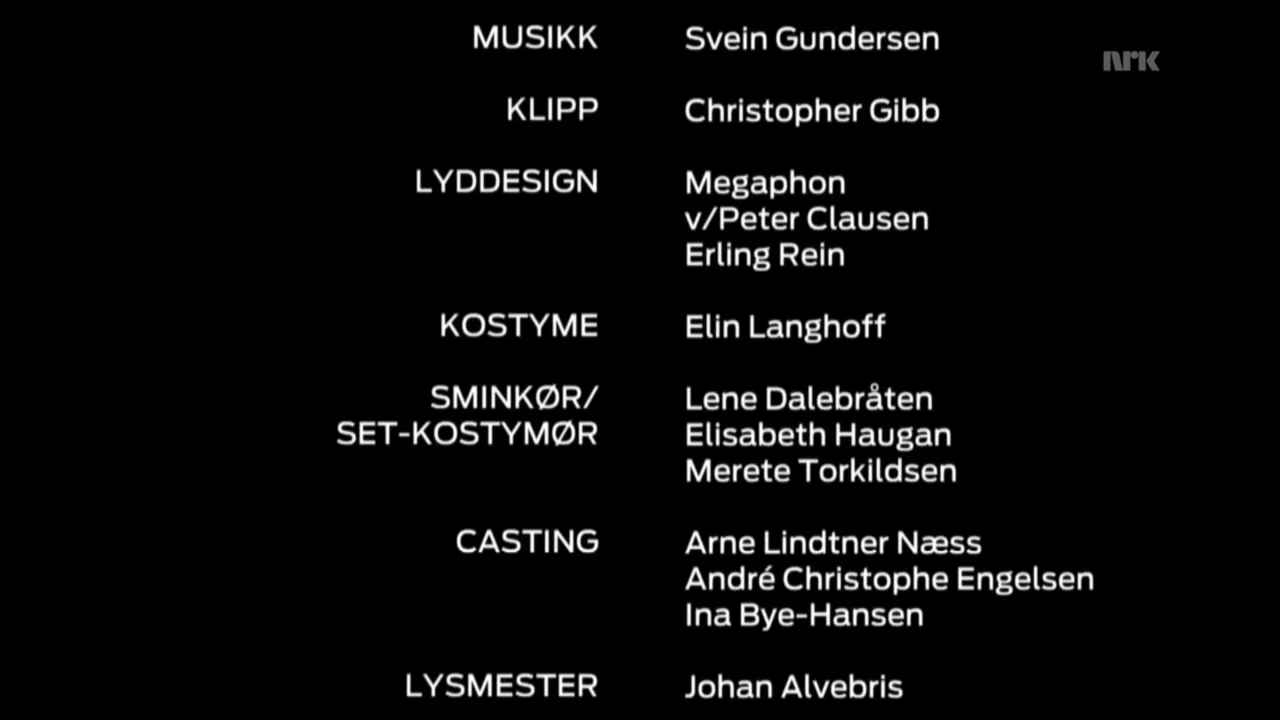 MUSIKK Svein Gundersen
nrk
KLIPP Christopher Gibb
LYDDESIGN Megaphon
v/Peter Clausen
Erling Rein
KOSTYME Elin Langhoff
SMINKØR/ Lene Dalebråten
SET-KOSTYMØR Elisabeth Haugan
Merete Torkildsen
CASTING Arne Lindtner Næss
André Christophe Engelsen
Ina Bye-Hansen
LYSMESTER Johan Alvebris